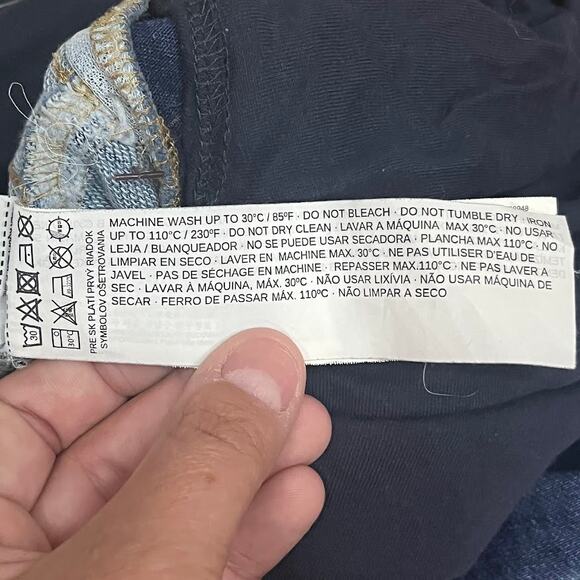 9948
MACHINE WASH UP TO 30°C / 85ºF · DO NOT BLEACH · DO NOT TUMBLE DRY · IRON
UP TO 110°C / 230ºF · DO NOT DRY CLEAN · LAVAR A MÁQUINA MAX 30°C · NO USAR
LEJIA / BLANQUEADOR · NO SE PUEDE USAR SECADORA · PLANCHA MAX 110°C · NO
LIMPIAR EN SECO · LAVER EN MACHINE MAX. 30°C · NE PAS UTILISER D'EAU DE
JAVEL · PAS DE SÉCHAGE EN MACHINE · REPASSER MAX.110°C · NE PAS LAVER A
SEC · LAVAR À MÁQUINA, MÁX. 30ºC · NÃO USAR LIXÍVIA · NÃO USAR MÁQUINA DE
SECAR · FERRO DE PASSAR MÁX. 110ºC · NÃO LIMPAR A SECO
PRE SK PLATÍ PRVÝ RIADOK
SYMBOLOV OŠETROVANIA
30
30°C